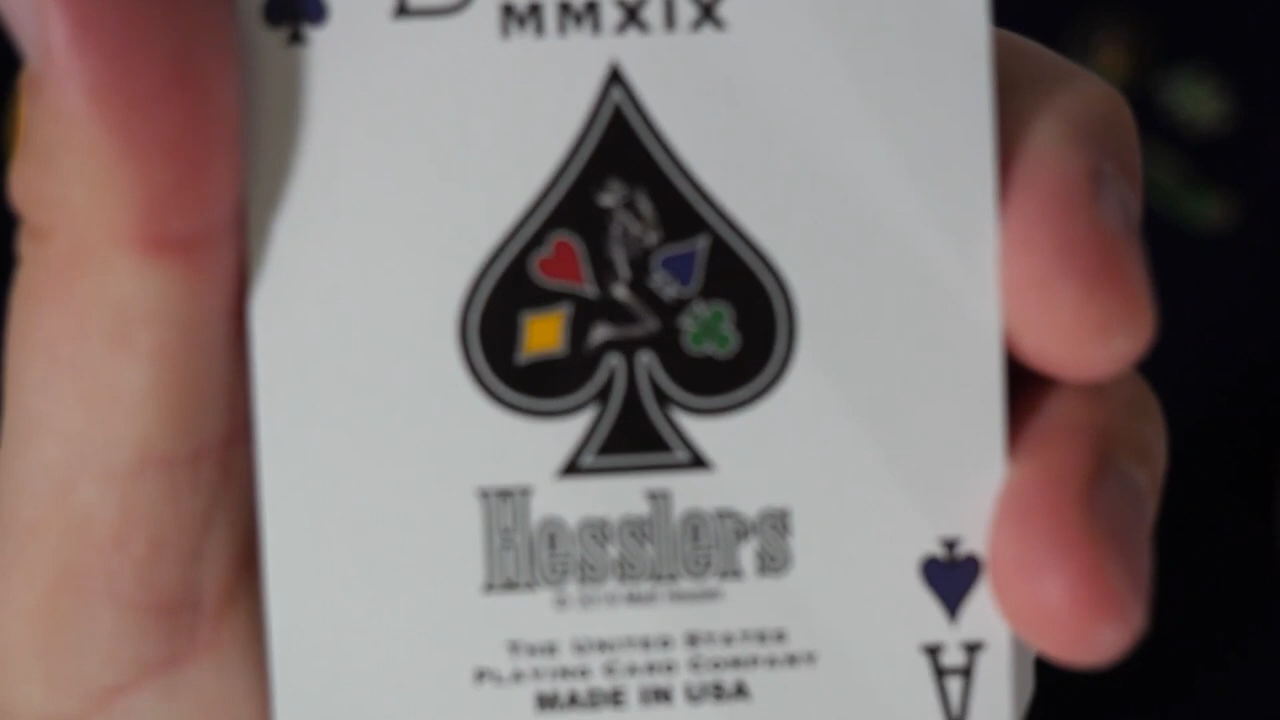 MMXIX
Hesslers
THE UNITED STATES
PLAYING CARD COMPANY
MADE IN USA
A